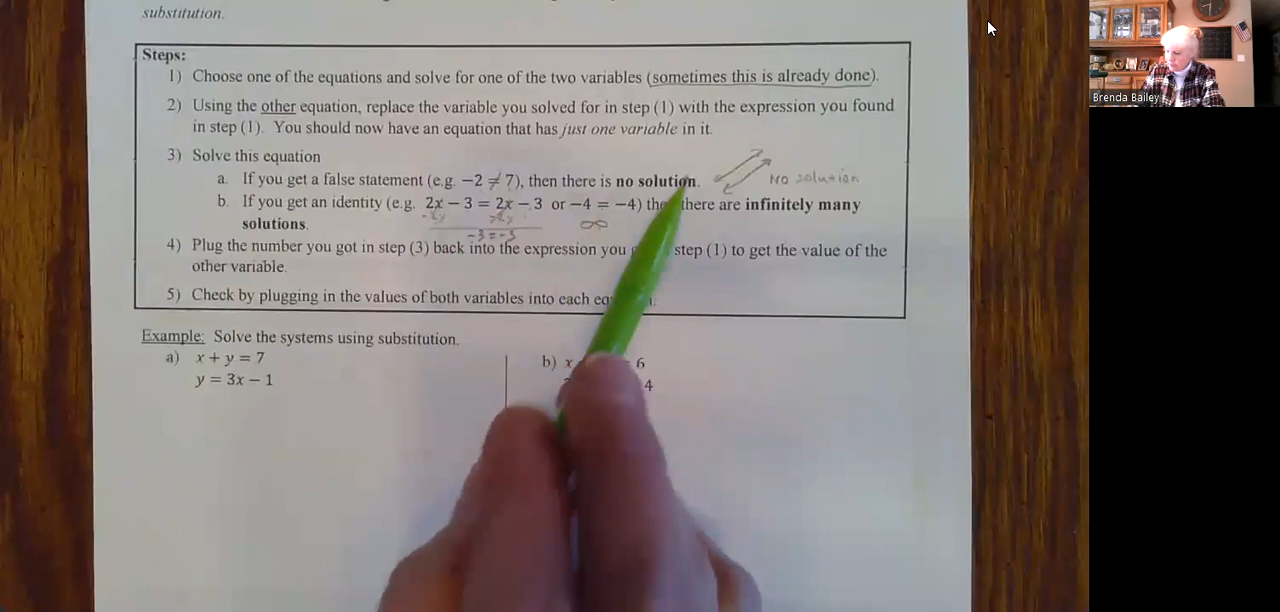 substitution.
Steps:
1) Choose one of the equations and solve for one of the two variables (sometimes this is already done).
2) Using the other equation, replace the variable you solved for in step (1) with the expression you found
in step (1). You should now have an equation that has just one variable in it.
3) Solve this equation
a. If you get a false statement (e.g. −2 ≠ 7), then there is no solution. No solution
b. If you get an identity (e.g. 2x − 3 = 2x − 3 or −4 = −4) the there are infinitely many
-2x -2x
solutions. ∞
-3 = -3
4) Plug the number you got in step (3) back into the expression you step (1) to get the value of the
other variable.
5) Check by plugging in the values of both variables into each
Example: Solve the systems using substitution.
a) x + y = 7
y = 3x − 1
b) x 6
4
Brenda Bailey